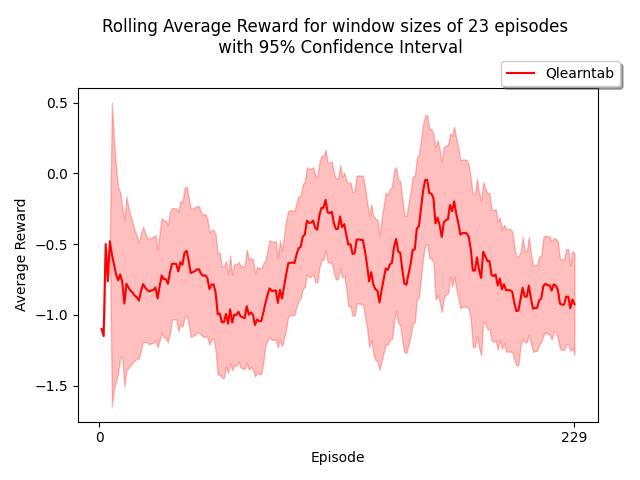 Rolling Average Reward for window sizes of 23 episodes
with 95% Confidence Interval
Qlearntab
0.5
0.0
−0.5
−1.0
−1.5
Average Reward
0
229
Episode